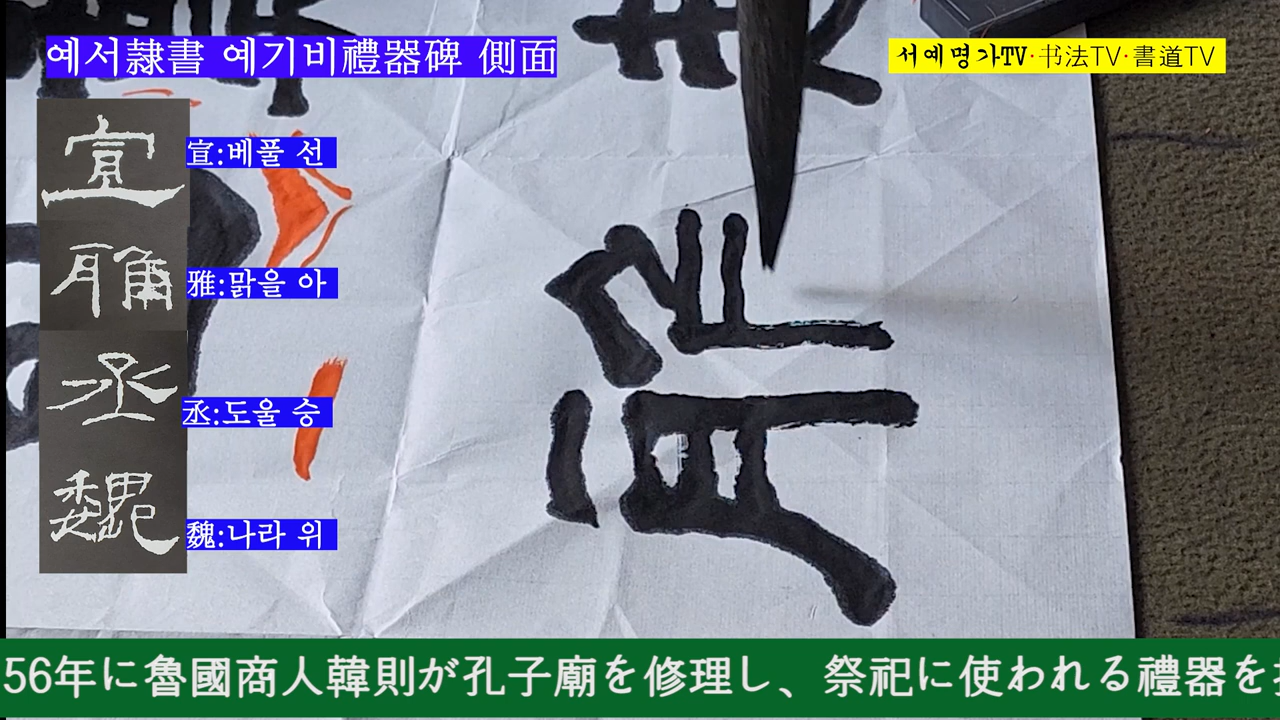 예서隷書 예기비禮器碑 側面
서예명가TV·书法TV·書道TV
宣
宣:베풀 선
雅
雅:맑을 아
丞
丞:도울 승
魏
魏:나라 위
雅
56年に魯國商人韓則が孔子廟を修理し、祭祀に使われる禮器を